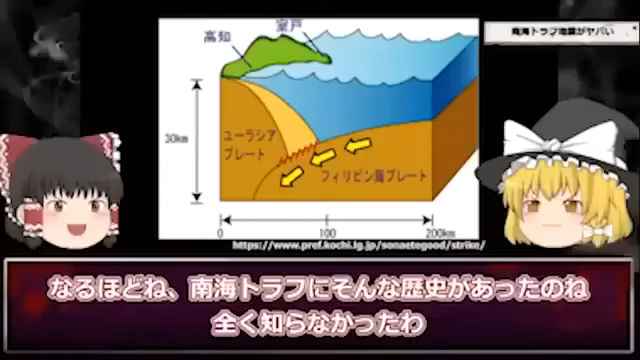 南海トラフ地震がヤバい
室戸
高知
30km
ユーラシア
プレート
フィリピン海プレート
0 100 200km
https://www.pref.kochi.lg.jp/sonaetegood/strike/
なるほどね、南海トラフにそんな歴史があったのね
全く知らなかったわ